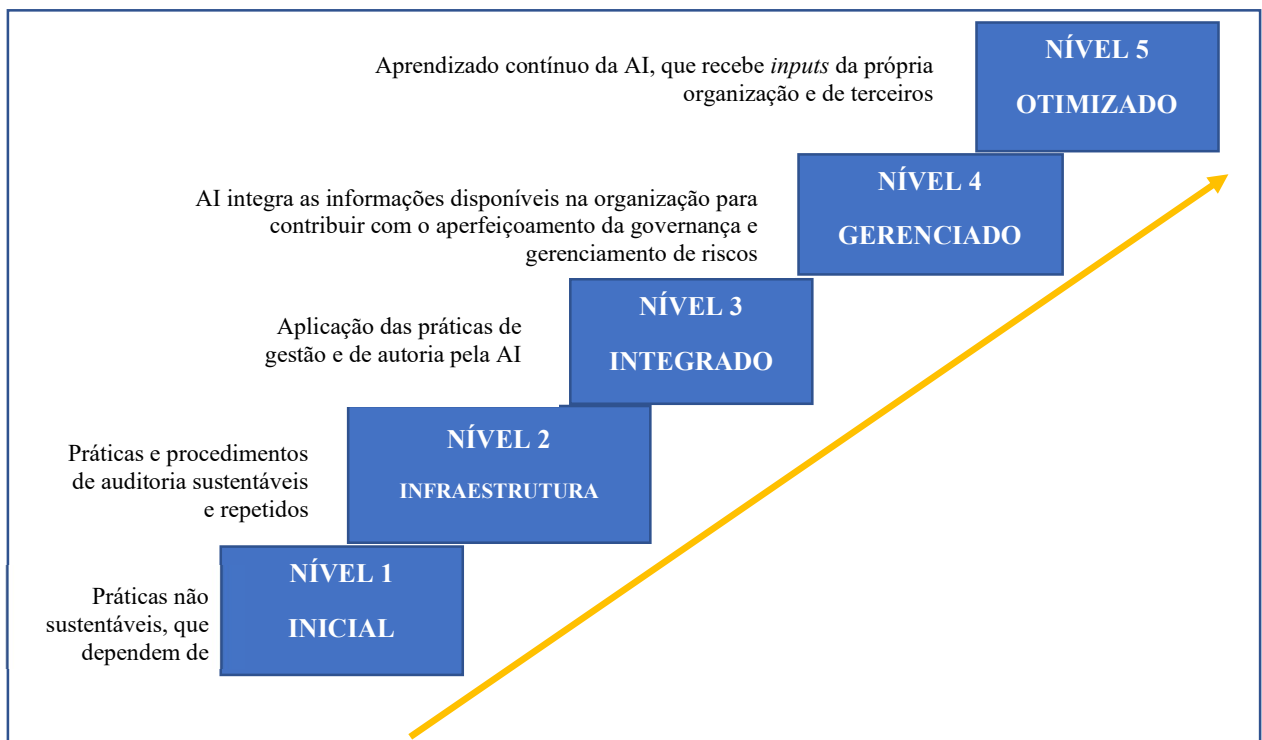 Aprendizado contínuo da AI, que recebe inputs da própria
organização e de terceiros
NÍVEL 5
OTIMIZADO
AI integra as informações disponíveis na organização para
contribuir com o aperfeiçoamento da governança e
gerenciamento de riscos
NÍVEL 4
GERENCIADO
Aplicação das práticas de
gestão e de autoria pela AI
NÍVEL 3
INTEGRADO
Práticas e procedimentos
de auditoria sustentáveis
e repetidos
NÍVEL 2
INFRAESTRUTURA
Práticas não
sustentáveis, que
dependem de
NÍVEL 1
INICIAL